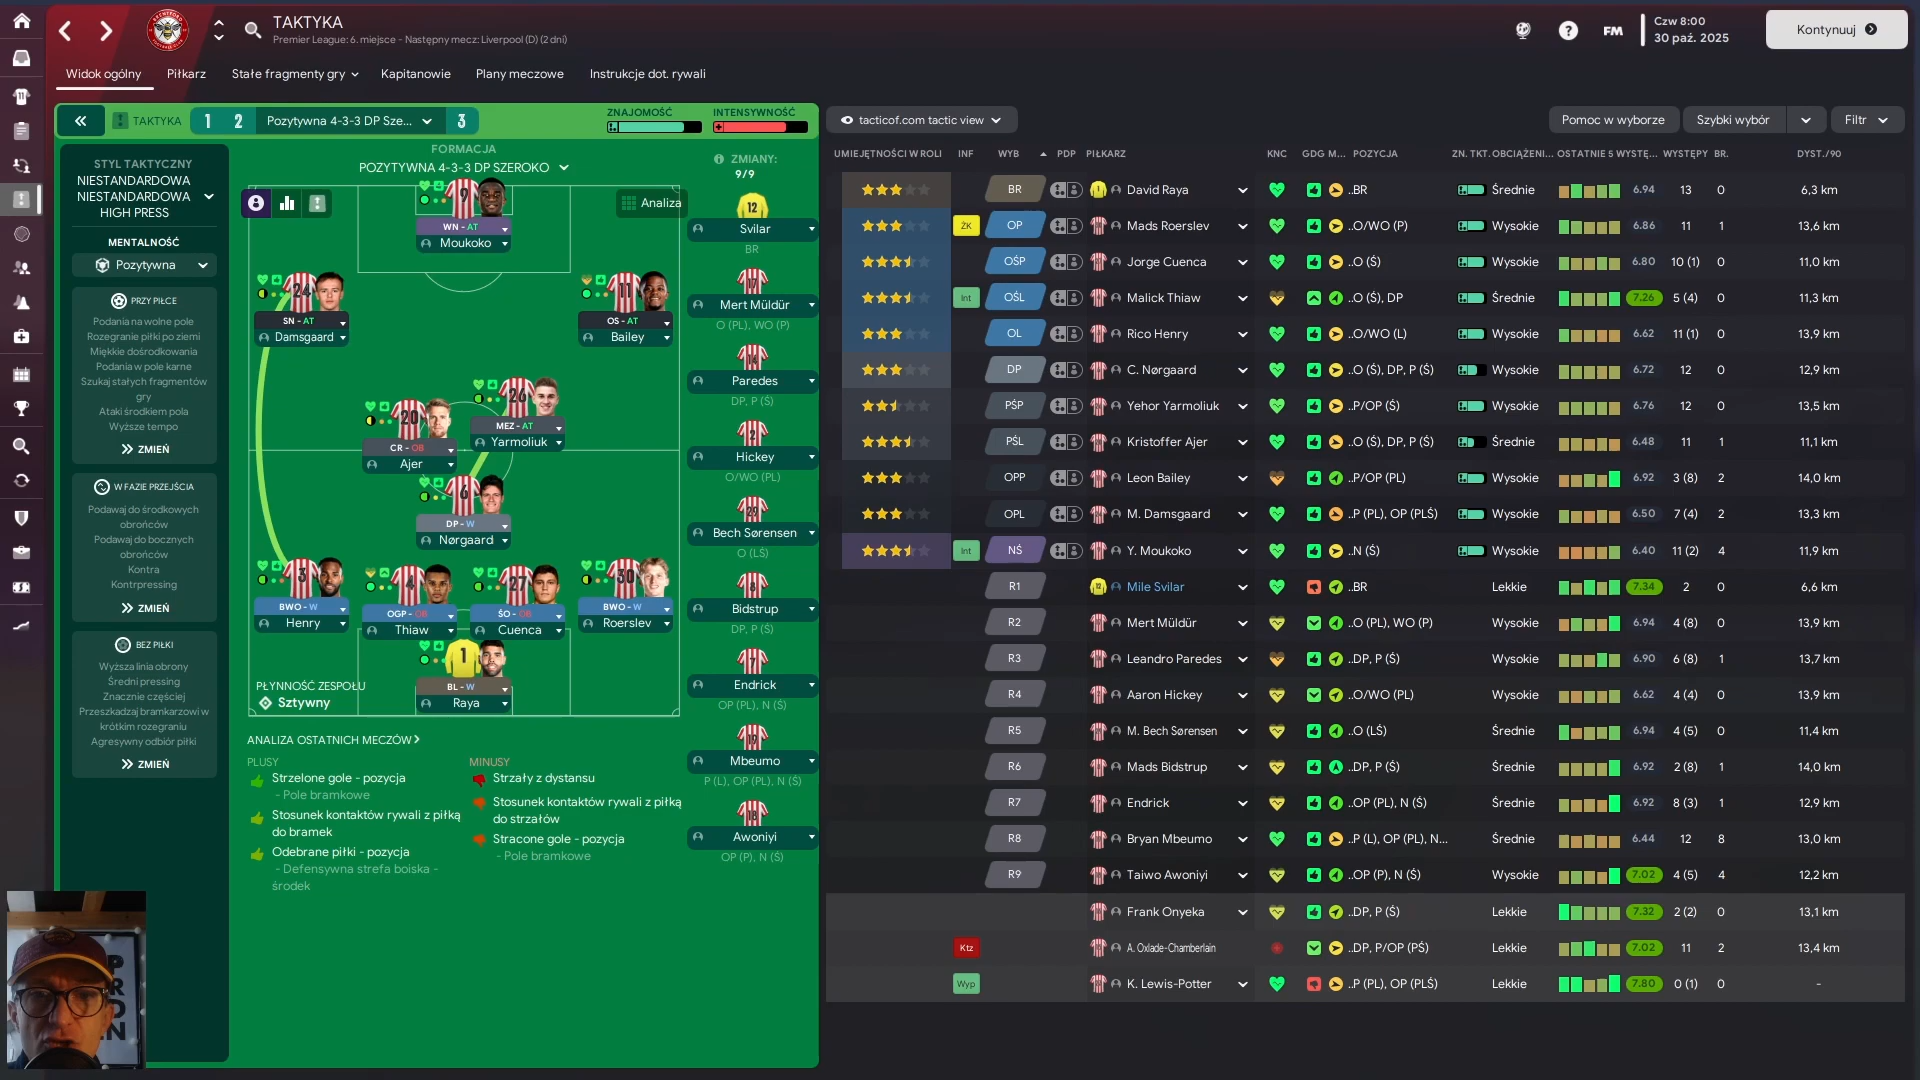 TAKTYKA
Premier League: 6. miejsce - Następny mecz: Liverpool (D) (2 dni)
FM
Czw 8:00
30 paź. 2025
Kontynuuj
Widok ogólny
Piłkarz
Stałe fragmenty gry
Kapitanowie
Plany meczowe
Instrukcje dot. rywali
TAKTYKA
1 2 Pozytywna 4-3-3 DP Sze... 3
ZNAJOMOŚĆ
INTENSYWNOŚĆ
STYL TAKTYCZNY
NIESTANDARDOWA
NIESTANDARDOWA
HIGH PRESS
MENTALNOŚĆ
Pozytywna
PRZY PIŁCE
Podania na wolne pole
Rozegranie piłki po ziemi
Miękkie dośrodkowania
Podania w pole karne
Szukaj stałych fragmentów
gry
Ataki środkiem pola
Wyższe tempo
ZMIEŃ
W FAZIE PRZEJŚCIA
Podawaj do środkowych
obrońców
Podawaj do bocznych
obrońców
Kontra
Kontrpressing
ZMIEŃ
BEZ PIŁKI
Wyższa linia obrony
Średni pressing
Znacznie częściej
Przeszkadzaj bramkarzowi w
krótkim rozegraniu
Agresywny odbiór piłki
ZMIEŃ
FORMACJA
POZYTYWNA 4-3-3 DP SZEROKO
Analiza
9
WN - AT
Moukoko
24
SN - AT
Damsgaard
11
OS - AT
Bailey
26
MEZ - AT
Yarmoliuk
20
CR - OB
Ajer
6
DP - W
Nørgaard
3
BWO - W
Henry
4
OGP - OB
Thiaw
27
ŚO - OB
Cuenca
30
BWO - W
Roerslev
1
BL - W
Raya
PŁYNNOŚĆ ZESPOŁU
Sztywny
ANALIZA OSTATNICH MECZÓW
PLUSY
Strzelone gole - pozycja
- Pole bramkowe
Stosunek kontaktów rywali z piłką
do bramek
Odebrane piłki - pozycja
- Defensywna strefa boiska -
środek
MINUSY
Strzały z dystansu
Stosunek kontaktów rywali z piłką
do strzałów
Stracone gole - pozycja
- Pole bramkowe
ZMIANY:
9/9
12
Svilar
BR
17
Mert Müldür
O (PL), WO (P)
14
Paredes
DP, P (Ś)
2
Hickey
O/WO (PL)
29
Bech Sørensen
O (LŚ)
8
Bidstrup
DP, P (Ś)
7
Endrick
OP (PL), N (Ś)
19
Mbeumo
P (L), OP (PL), N (Ś)
18
Awoniyi
OP (P), N (Ś)
tacticof.com tactic view
Pomoc w wyborze
Szybki wybór
Filtr
UMIEJĘTNOŚCI W ROLI INF WYB PDP PIŁKARZ KNC GDG M... POZYCJA ZN. TKT. OBCIĄŻENI... OSTATNIE 5 WYSTĘ... WYSTĘPY BR. DYST./90
BR David Raya ..BR Średnie 6.94 13 0 6,3 km
ŻK OP Mads Roerslev ..O/WO (P) Wysokie 6.86 11 1 13,6 km
OŚP Jorge Cuenca ..O (Ś) Wysokie 6.80 10 (1) 0 11,0 km
Int OŚL Malick Thiaw ..O (Ś), DP Średnie 7.26 5 (4) 0 11,3 km
OL Rico Henry ..O/WO (L) Wysokie 6.62 11 (1) 0 13,9 km
DP C. Nørgaard ..O (Ś), DP, P (Ś) Wysokie 6.72 12 0 12,9 km
PŚP Yehor Yarmoliuk ..P/OP (Ś) Wysokie 6.76 12 0 13,5 km
PŚL Kristoffer Ajer ..O (Ś), DP, P (Ś) Średnie 6.48 11 1 11,1 km
OPP Leon Bailey ..P/OP (PL) Wysokie 6.92 3 (8) 2 14,0 km
OPL M. Damsgaard ..P (PL), OP (PLŚ) Wysokie 6.50 7 (4) 2 13,3 km
Int NŚ Y. Moukoko ..N (Ś) Wysokie 6.40 11 (2) 4 11,9 km
R1 Mile Svilar ..BR Lekkie 7.34 2 0 6,6 km
R2 Mert Müldür ..O (PL), WO (P) Wysokie 6.94 4 (8) 0 13,9 km
R3 Leandro Paredes ..DP, P (Ś) Wysokie 6.90 6 (8) 1 13,7 km
R4 Aaron Hickey ..O/WO (PL) Wysokie 6.62 4 (4) 0 13,9 km
R5 M. Bech Sørensen ..O (LŚ) Średnie 6.94 4 (5) 0 11,4 km
R6 Mads Bidstrup ..DP, P (Ś) Średnie 6.92 2 (8) 1 14,0 km
R7 Endrick ..OP (PL), N (Ś) Średnie 6.92 8 (3) 1 12,9 km
R8 Bryan Mbeumo ..P (L), OP (PL), N... Średnie 6.44 12 8 13,0 km
R9 Taiwo Awoniyi ..OP (P), N (Ś) Wysokie 7.02 4 (5) 4 12,2 km
Frank Onyeka ..DP, P (Ś) Lekkie 7.32 2 (2) 0 13,1 km
Ktz A. Oxlade-Chamberlain ..DP, P/OP (PŚ) Lekkie 7.02 11 2 13,4 km
Wyp K. Lewis-Potter ..P (PL), OP (PLŚ) Lekkie 7.80 0 (1) 0 -